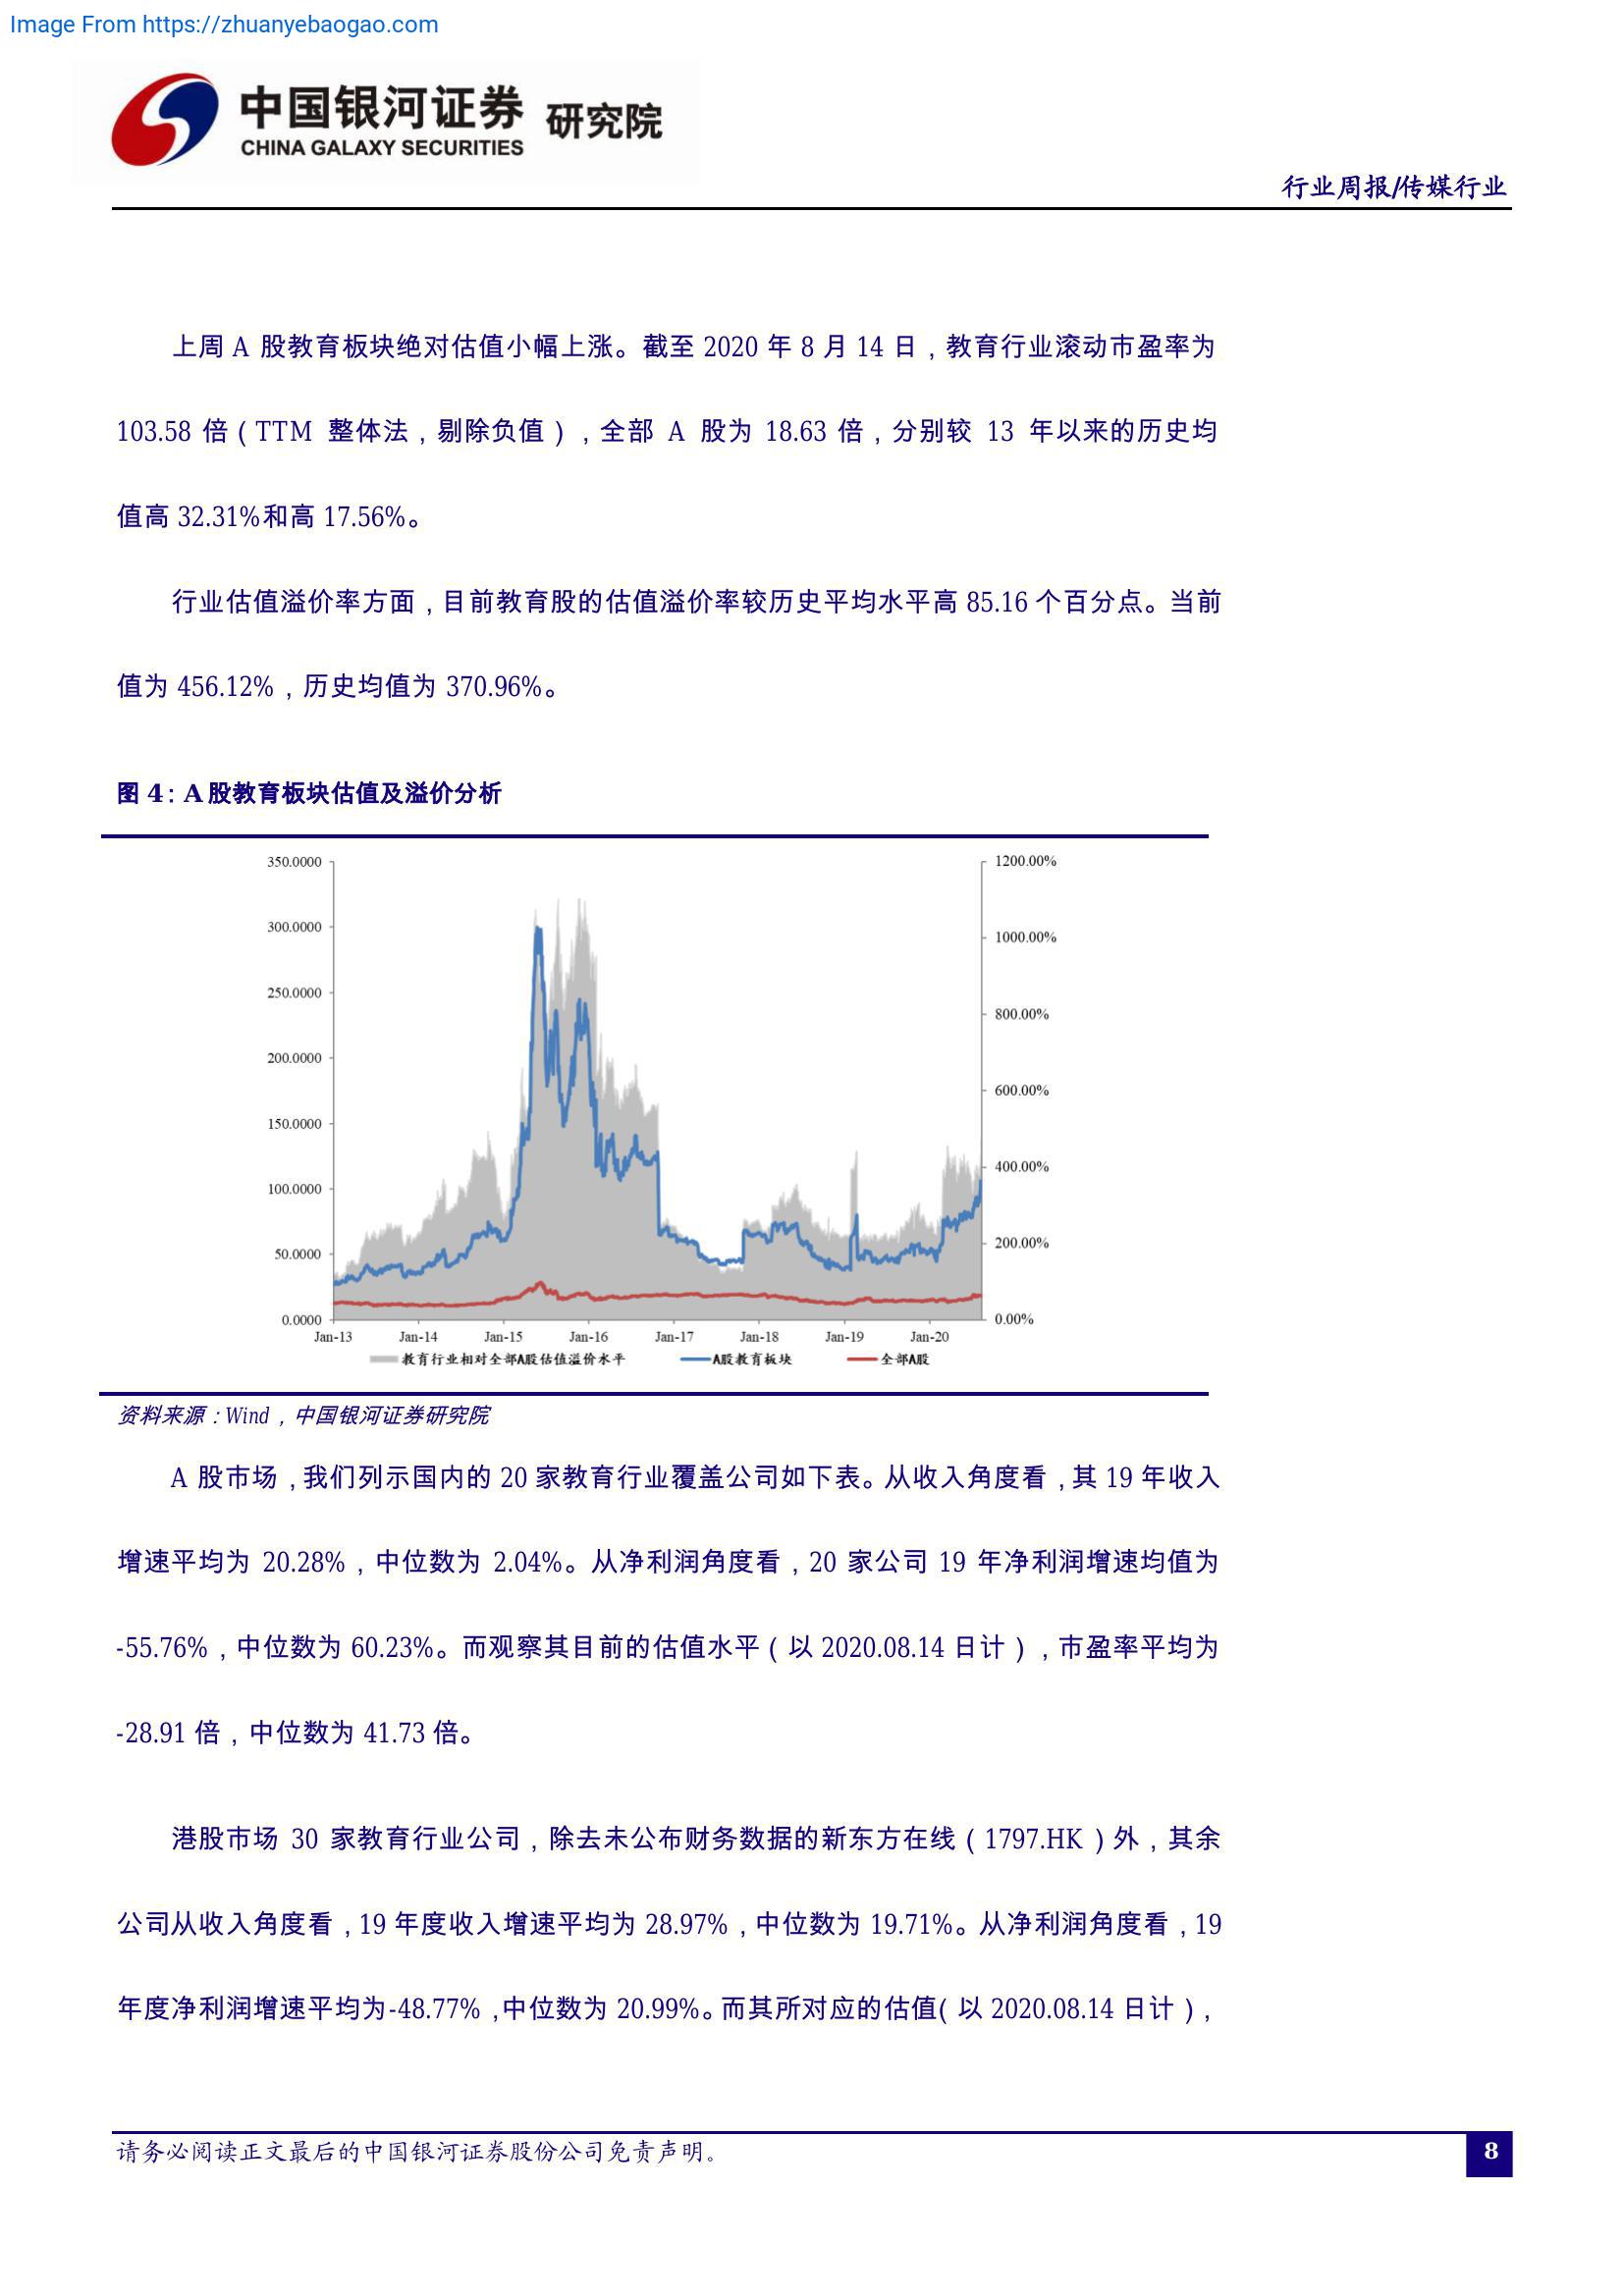 Image From https://zhuanyebaogao.com
中国银河证券 研究院
CHINA GALAXY SECURITIES
行业周报/传媒行业
上周 A 股教育板块绝对估值小幅上涨。截至 2020 年 8 月 14 日，教育行业滚动市盈率为
103.58 倍（TTM 整体法，剔除负值），全部 A 股为 18.63 倍，分别较 13 年以来的历史均
值高 32.31%和高 17.56%。
行业估值溢价率方面，目前教育股的估值溢价率较历史平均水平高 85.16 个百分点。当前
值为 456.12%，历史均值为 370.96%。
图 4: A 股教育板块估值及溢价分析
350.0000
300.0000
250.0000
200.0000
150.0000
100.0000
50.0000
0.0000
1200.00%
1000.00%
800.00%
600.00%
400.00%
200.00%
0.00%
Jan-13 Jan-14 Jan-15 Jan-16 Jan-17 Jan-18 Jan-19 Jan-20
教育行业相对全部A股估值溢价水平 A股教育板块 全部A股
资料来源：Wind，中国银河证券研究院
A 股市场，我们列示国内的 20 家教育行业覆盖公司如下表。从收入角度看，其 19 年收入
增速平均为 20.28%，中位数为 2.04%。从净利润角度看，20 家公司 19 年净利润增速均值为
-55.76%，中位数为 60.23%。而观察其目前的估值水平（以 2020.08.14 日计），市盈率平均为
-28.91 倍，中位数为 41.73 倍。
港股市场 30 家教育行业公司，除去未公布财务数据的新东方在线（1797.HK）外，其余
公司从收入角度看，19 年度收入增速平均为 28.97%，中位数为 19.71%。从净利润角度看，19
年度净利润增速平均为-48.77%，中位数为 20.99%。而其所对应的估值（以 2020.08.14 日计），
请务必阅读正文最后的中国银河证券股份公司免责声明。
8